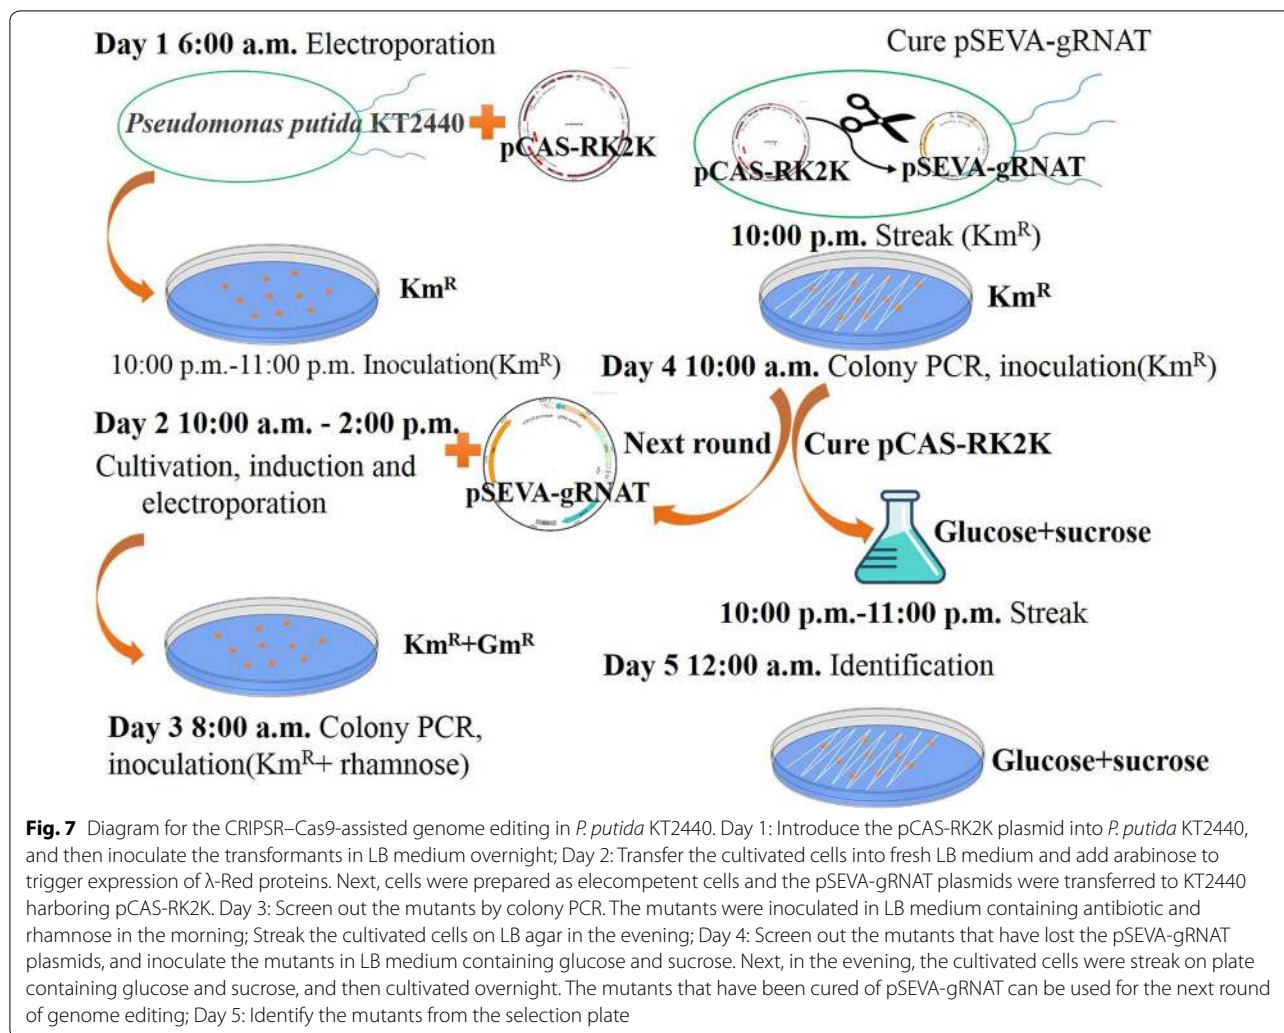 Day 1 6:00 a.m. Electroporation
Pseudomonas putida KT2440
pCAS-RK2K
Km^R
10:00 p.m.-11:00 p.m. Inoculation(Km^R)
Day 2 10:00 a.m. - 2:00 p.m.
Cultivation, induction and
electroporation
pSEVA-gRNAT
Km^R+Gm^R
Day 3 8:00 a.m. Colony PCR,
inoculation(Km^R+ rhamnose)
Cure pSEVA-gRNAT
pCAS-RK2K
pSEVA-gRNAT
10:00 p.m. Streak (Km^R)
Km^R
Day 4 10:00 a.m. Colony PCR, inoculation(Km^R)
Next round
Cure pCAS-RK2K
Glucose+sucrose
10:00 p.m.-11:00 p.m. Streak
Day 5 12:00 a.m. Identification
Glucose+sucrose
Fig. 7 Diagram for the CRIPSR–Cas9-assisted genome editing in P. putida KT2440. Day 1: Introduce the pCAS-RK2K plasmid into P. putida KT2440,
and then inoculate the transformants in LB medium overnight; Day 2: Transfer the cultivated cells into fresh LB medium and add arabinose to
trigger expression of λ-Red proteins. Next, cells were prepared as elecompetent cells and the pSEVA-gRNAT plasmids were transferred to KT2440
harboring pCAS-RK2K. Day 3: Screen out the mutants by colony PCR. The mutants were inoculated in LB medium containing antibiotic and
rhamnose in the morning; Streak the cultivated cells on LB agar in the evening; Day 4: Screen out the mutants that have lost the pSEVA-gRNAT
plasmids, and inoculate the mutants in LB medium containing glucose and sucrose. Next, in the evening, the cultivated cells were streak on plate
containing glucose and sucrose, and then cultivated overnight. The mutants that have been cured of pSEVA-gRNAT can be used for the next round
of genome editing; Day 5: Identify the mutants from the selection plate